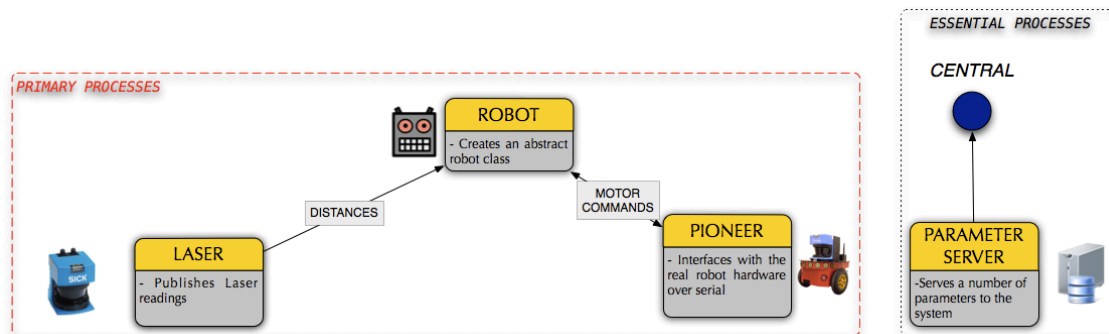 ESSENTIAL PROCESSES
CENTRAL
PRIMARY PROCESSES
ROBOT
- Creates an abstract
robot class
DISTANCES
MOTOR
COMMANDS
LASER
- Publishes Laser
readings
SICK
PIONEER
- Interfaces with the
real robot hardware
over serial
PARAMETER
SERVER
-Serves a number of
parameters to the
system